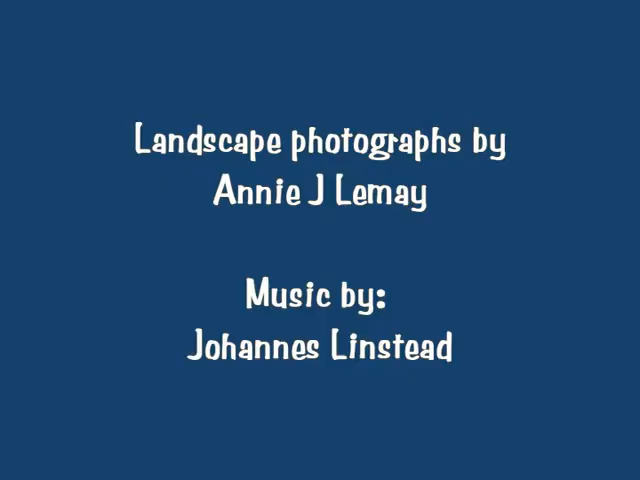 Landscape photographs by
Annie J Lemay
Music by:
Johannes Linstead